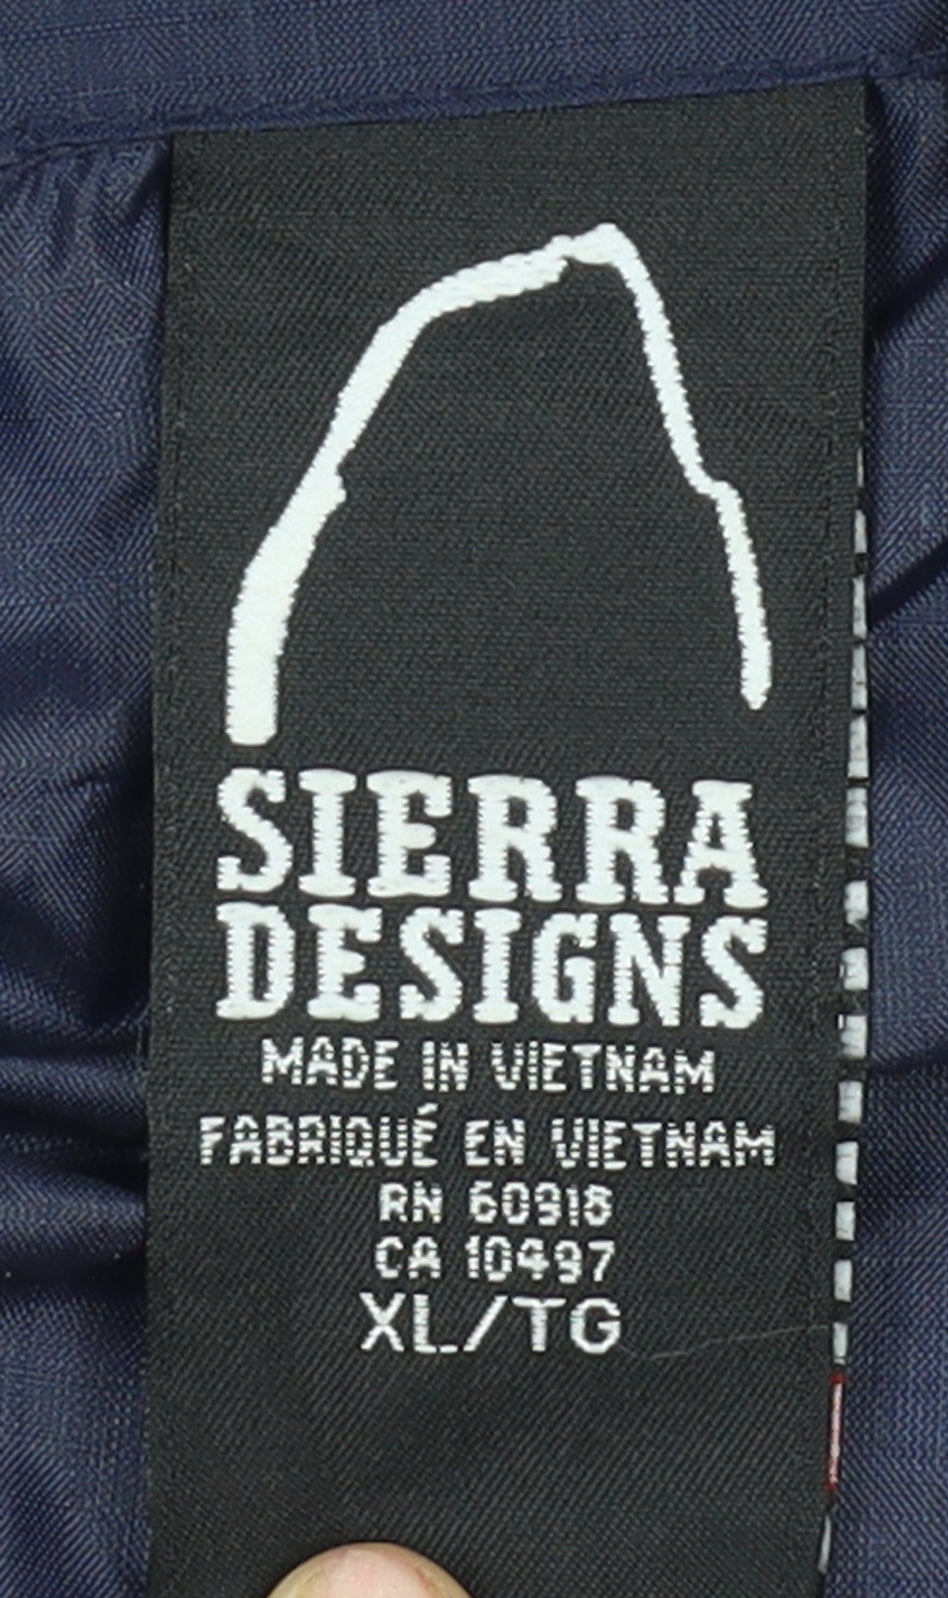 SIERRA
DESIGNS
MADE IN VIETNAM
FABRIQUÉ EN VIETNAM
RN 60918
CA 10497
XL/TG